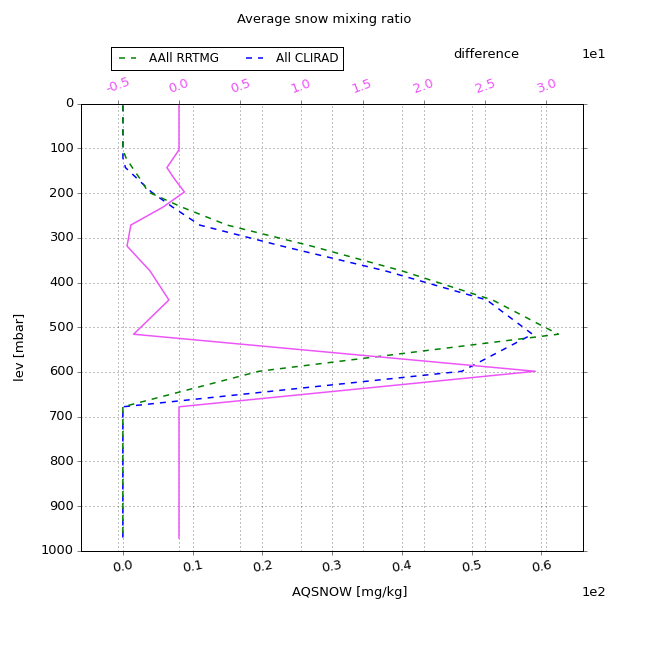 Average snow mixing ratio
AAll RRTMG All CLIRAD
difference 1e1
-0.5 0.0 0.5 1.0 1.5 2.0 2.5 3.0
0
100
200
300
400
500
600
700
800
900
1000
lev [mbar]
0.0 0.1 0.2 0.3 0.4 0.5 0.6
AQSNOW [mg/kg] 1e2